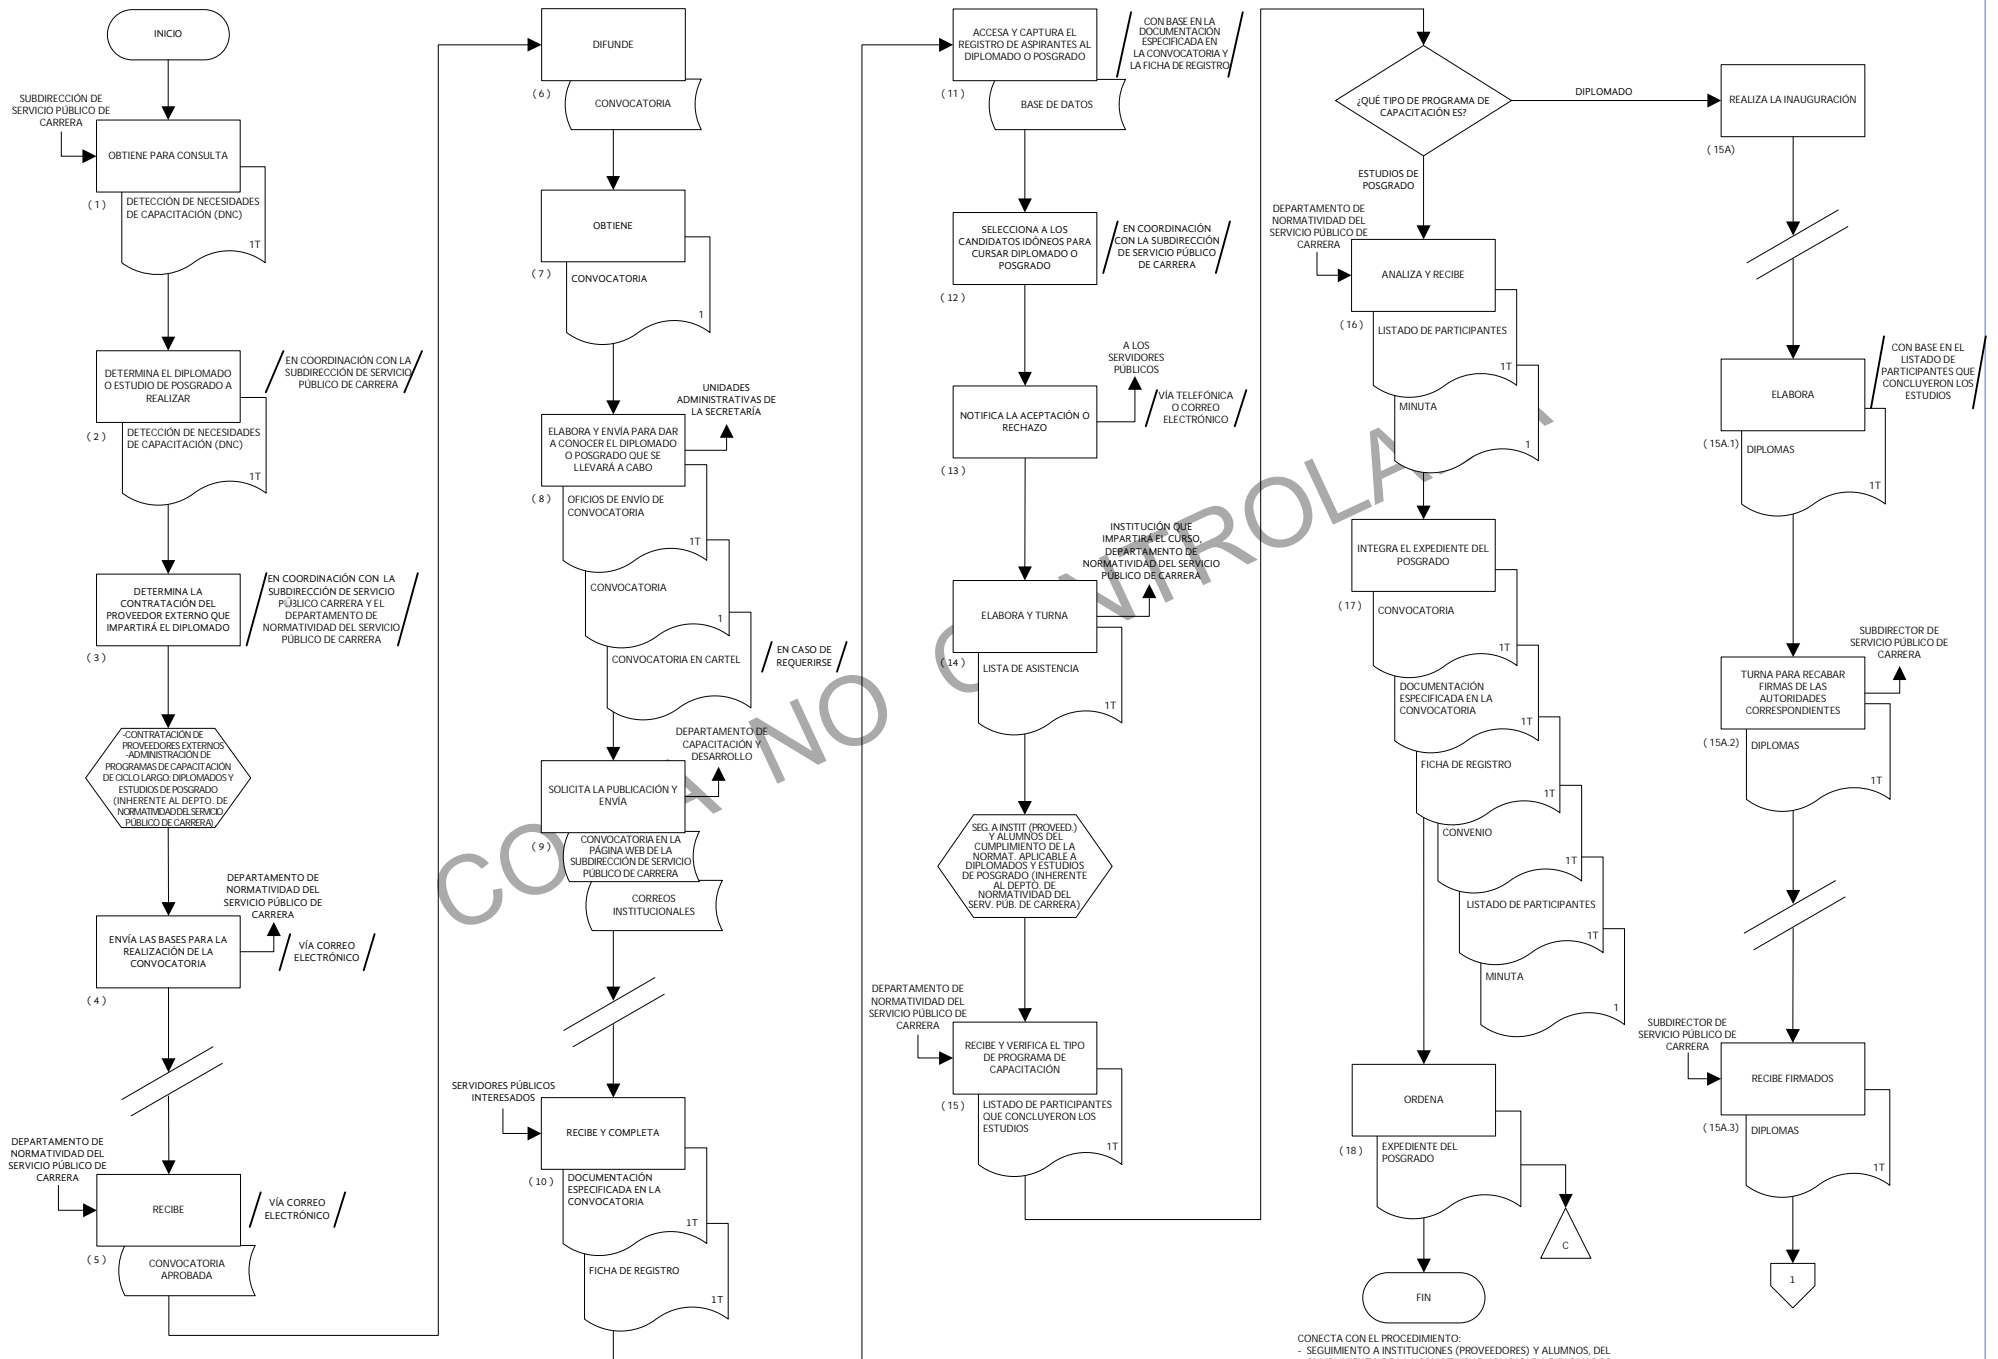 INICIO
SUBDIRECCIÓN DE
SERVICIO PÚBLICO DE
CARRERA
OBTIENE PARA CONSULTA
( 1 )
DETECCIÓN DE NECESIDADES
DE CAPACITACIÓN (DNC)
1T
DETERMINA EL DIPLOMADO
O ESTUDIO DE POSGRADO A
REALIZAR
EN COORDINACIÓN CON LA
SUBDIRECCIÓN DE SERVICIO
PÚBLICO DE CARRERA
( 2 )
DETECCIÓN DE NECESIDADES
DE CAPACITACIÓN (DNC)
1T
DETERMINA LA
CONTRATACIÓN DEL
PROVEEDOR EXTERNO QUE
IMPARTIRÁ EL DIPLOMADO
EN COORDINACIÓN CON LA
SUBDIRECCIÓN DE SERVICIO
PÚBLICO CARRERA Y EL
DEPARTAMENTO DE
NORMATIVIDAD DEL SERVICIO
PÚBLICO DE CARRERA
( 3 )
-CONTRATACIÓN DE
PROVEEDORES EXTERNOS
-ADMINISTRACIÓN DE
PROGRAMAS DE CAPACITACIÓN
DE CICLO LARGO: DIPLOMADOS Y
ESTUDIOS DE POSGRADO
(INHERENTE AL DEPTO. DE
NORMATIVIDAD DEL SERVICIO
PÚBLICO DE CARRERA)
DEPARTAMENTO DE
NORMATIVIDAD DEL
SERVICIO PÚBLICO DE
CARRERA
ENVÍA LAS BASES PARA LA
REALIZACIÓN DE LA
CONVOCATORIA
VÍA CORREO
ELECTRÓNICO
( 4 )
DEPARTAMENTO DE
NORMATIVIDAD DEL
SERVICIO PÚBLICO DE
CARRERA
RECIBE
VÍA CORREO
ELECTRÓNICO
( 5 )
CONVOCATORIA
APROBADA
DIFUNDE
( 6 )
CONVOCATORIA
OBTIENE
( 7 )
CONVOCATORIA
1
UNIDADES
ADMINISTRATIVAS DE
LA SECRETARÍA
ELABORA Y ENVÍA PARA DAR
A CONOCER EL DIPLOMADO
O POSGRADO QUE SE
LLEVARÁ A CABO
( 8 )
OFICIOS DE ENVÍO DE
CONVOCATORIA
1T
CONVOCATORIA
1
CONVOCATORIA EN CARTEL
EN CASO DE
REQUERIRSE
DEPARTAMENTO DE
CAPACITACIÓN Y
DESARROLLO
SOLICITA LA PUBLICACIÓN Y
ENVÍA
( 9 )
CONVOCATORIA EN LA
PÁGINA WEB DE LA
SUBDIRECCIÓN DE SERVICIO
PÚBLICO DE CARRERA
CORREOS
INSTITUCIONALES
SERVIDORES PÚBLICOS
INTERESADOS
RECIBE Y COMPLETA
( 10 )
DOCUMENTACIÓN
ESPECIFICADA EN LA
CONVOCATORIA
1T
FICHA DE REGISTRO
1T
ACCESA Y CAPTURA EL
REGISTRO DE ASPIRANTES AL
DIPLOMADO O POSGRADO
CON BASE EN LA
DOCUMENTACIÓN
ESPECIFICADA EN
LA CONVOCATORIA Y
LA FICHA DE REGISTRO
( 11 )
BASE DE DATOS
SELECCIONA A LOS
CANDIDATOS IDÓNEOS PARA
CURSAR DIPLOMADO O
POSGRADO
EN COORDINACIÓN
CON LA SUBDIRECCIÓN
DE SERVICIO PÚBLICO
DE CARRERA
( 12 )
A LOS
SERVIDORES
PÚBLICOS
NOTIFICA LA ACEPTACIÓN O
RECHAZO
VÍA TELEFÓNICA
O CORREO
ELECTRÓNICO
( 13 )
INSTITUCIÓN QUE
IMPARTIRÁ EL CURSO,
DEPARTAMENTO DE
NORMATIVIDAD DEL SERVICIO
PÚBLICO DE CARRERA
ELABORA Y TURNA
( 14 )
LISTA DE ASISTENCIA
1T
SEG. A INSTIT (PROVEED.)
Y ALUMNOS DEL
CUMPLIMIENTO DE LA
NORMAT. APLICABLE A
DIPLOMADOS Y ESTUDIOS
DE POSGRADO (INHERENTE
AL DEPTO. DE
NORMATIVIDAD DEL
SERV. PÚB. DE CARRERA)
DEPARTAMENTO DE
NORMATIVIDAD DEL
SERVICIO PÚBLICO DE
CARRERA
RECIBE Y VERIFICA EL TIPO
DE PROGRAMA DE
CAPACITACIÓN
( 15 )
LISTADO DE PARTICIPANTES
QUE CONCLUYERON LOS
ESTUDIOS
1T
¿QUÉ TIPO DE PROGRAMA DE
CAPACITACIÓN ES?
DIPLOMADO
ESTUDIOS DE
POSGRADO
DEPARTAMENTO DE
NORMATIVIDAD DEL
SERVICIO PÚBLICO DE
CARRERA
ANALIZA Y RECIBE
( 16 )
LISTADO DE PARTICIPANTES
1T
MINUTA
1
INTEGRA EL EXPEDIENTE DEL
POSGRADO
( 17 )
CONVOCATORIA
1T
DOCUMENTACIÓN
ESPECIFICADA EN LA
CONVOCATORIA
1T
FICHA DE REGISTRO
1T
CONVENIO
1T
LISTADO DE PARTICIPANTES
1T
MINUTA
1
ORDENA
( 18 )
EXPEDIENTE DEL
POSGRADO
C
FIN
CONECTA CON EL PROCEDIMIENTO:
- SEGUIMIENTO A INSTITUCIONES (PROVEEDORES) Y ALUMNOS, DEL
REALIZA LA INAUGURACIÓN
( 15A)
CON BASE EN EL
LISTADO DE
PARTICIPANTES QUE
CONCLUYERON LOS
ESTUDIOS
ELABORA
( 15A.1)
DIPLOMAS
1T
SUBDIRECTOR DE
SERVICIO PÚBLICO DE
CARRERA
TURNA PARA RECABAR
FIRMAS DE LAS
AUTORIDADES
CORRESPONDIENTES
( 15A.2)
DIPLOMAS
1T
SUBDIRECTOR DE
SERVICIO PÚBLICO DE
CARRERA
RECIBE FIRMADOS
( 15A.3)
DIPLOMAS
1T
1